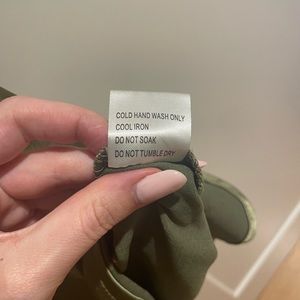 COLD HAND WASH ONLY
COOL IRON
DO NOT SOAK
DO NOT TUMBLE DRY